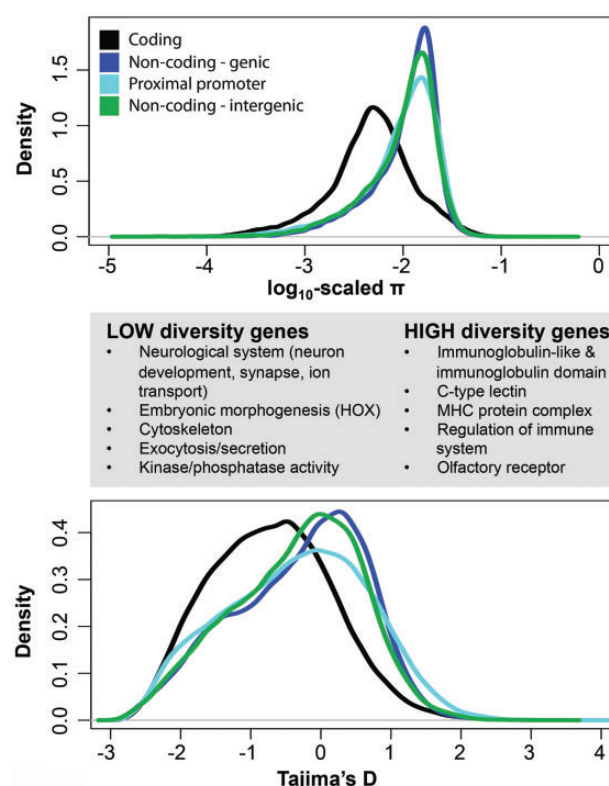 Coding
Non-coding - genic
Proximal promoter
Non-coding - intergenic
Density
0.0
0.5
1.0
1.5
-5
-4
-3
-2
-1
0
log10-scaled π
LOW diversity genes
• Neurological system (neuron
development, synapse, ion
transport)
• Embryonic morphogenesis (HOX)
• Cytoskeleton
• Exocytosis/secretion
• Kinase/phosphatase activity
HIGH diversity genes
• Immunoglobulin-like &
immunoglobulin domain
• C-type lectin
• MHC protein complex
• Regulation of immune
system
• Olfactory receptor
Density
0.0
0.1
0.2
0.3
0.4
-3
-2
-1
0
1
2
3
4
Tajima's D